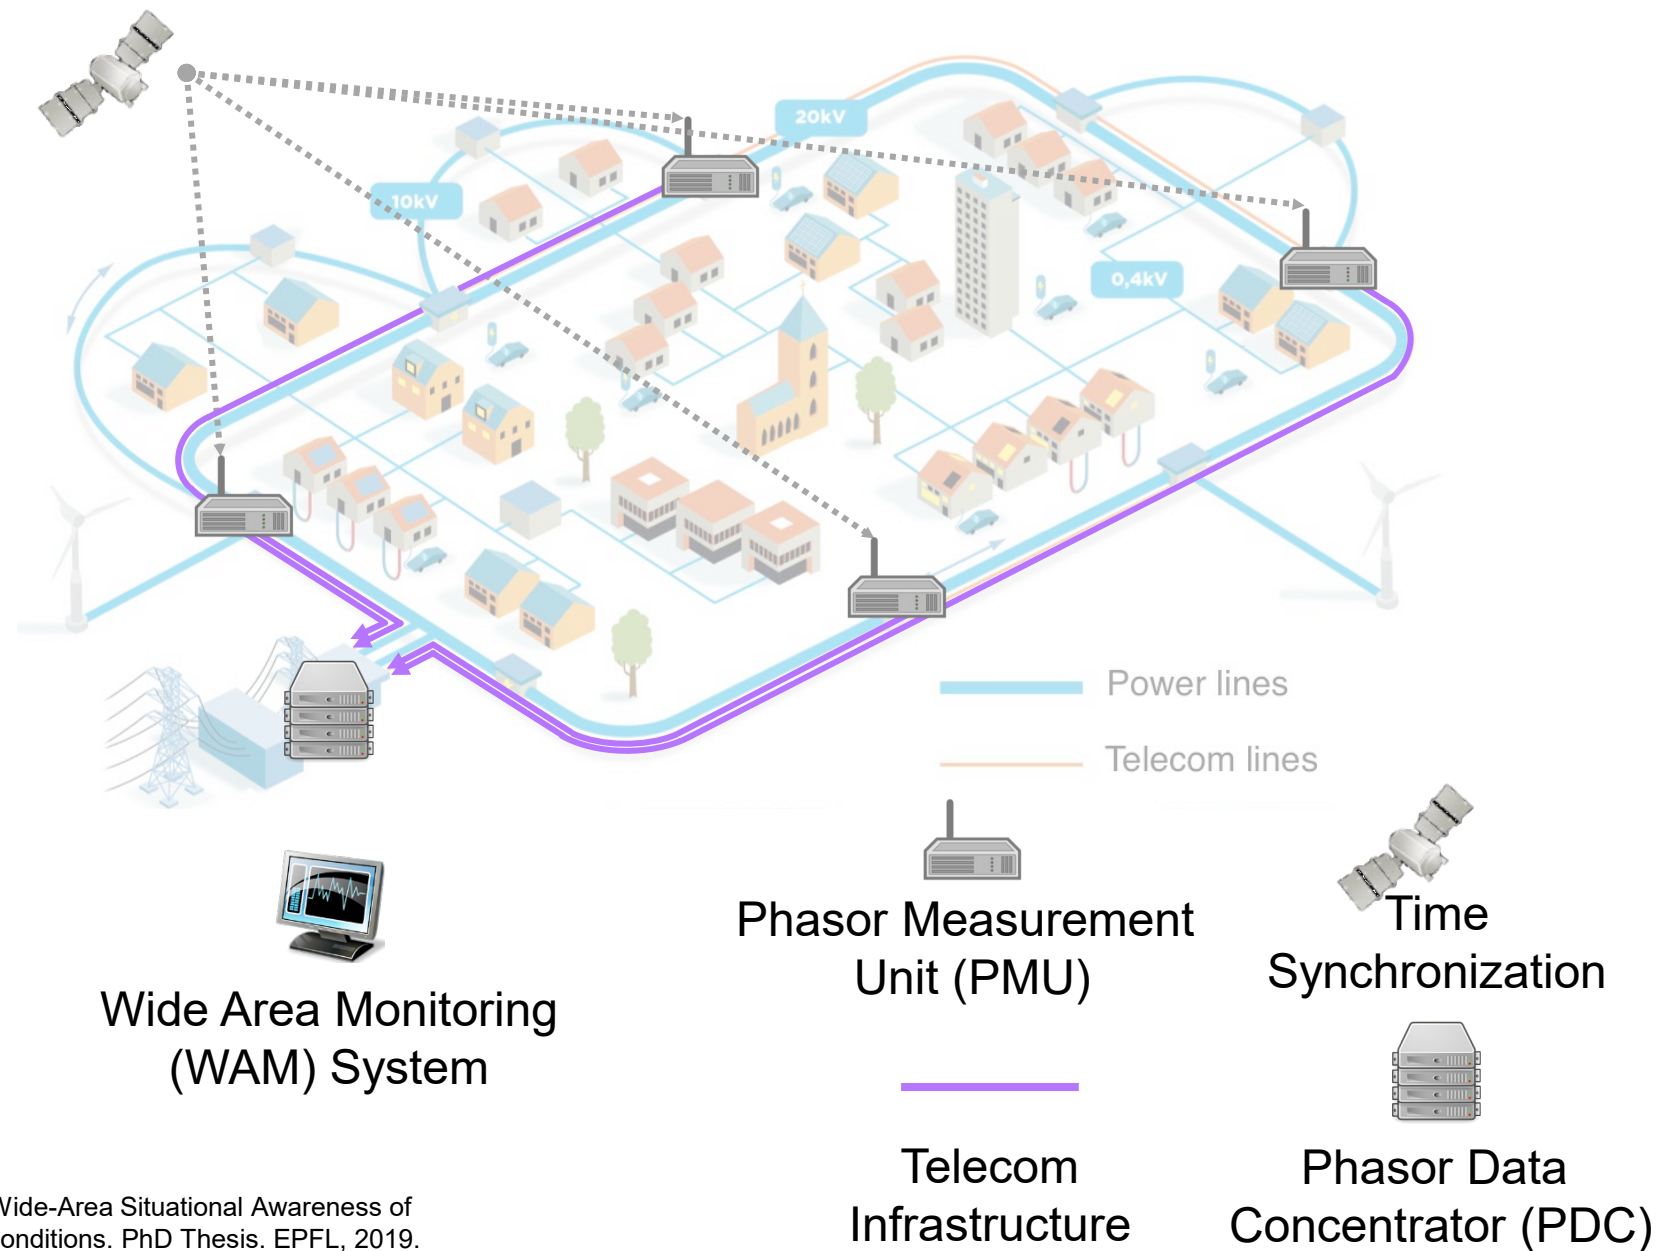 20kV
10kV
0,4kV
Power lines
Telecom lines
Phasor Measurement
Unit (PMU)
Time
Synchronization
Wide Area Monitoring
(WAM) System
Telecom
Infrastructure
Phasor Data
Concentrator (PDC)
Wide-Area Situational Awareness of
onditions. PhD Thesis. EPFL, 2019.